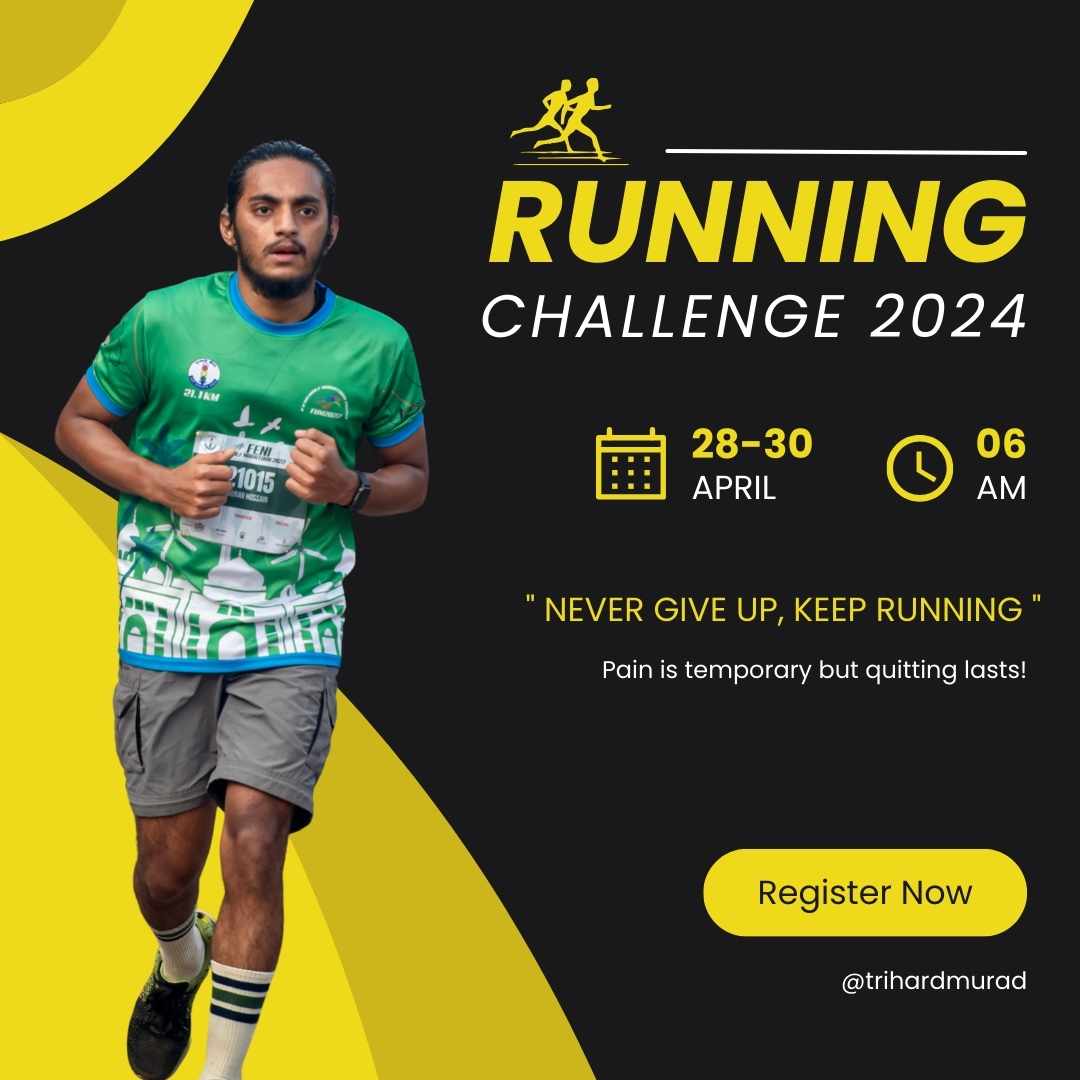 RUNNING
CHALLENGE 2024
28-30
APRIL
06
AM
" NEVER GIVE UP, KEEP RUNNING "
Pain is temporary but quitting lasts!
Register Now
@trihardmurad
21.1 KM
FENI
21015